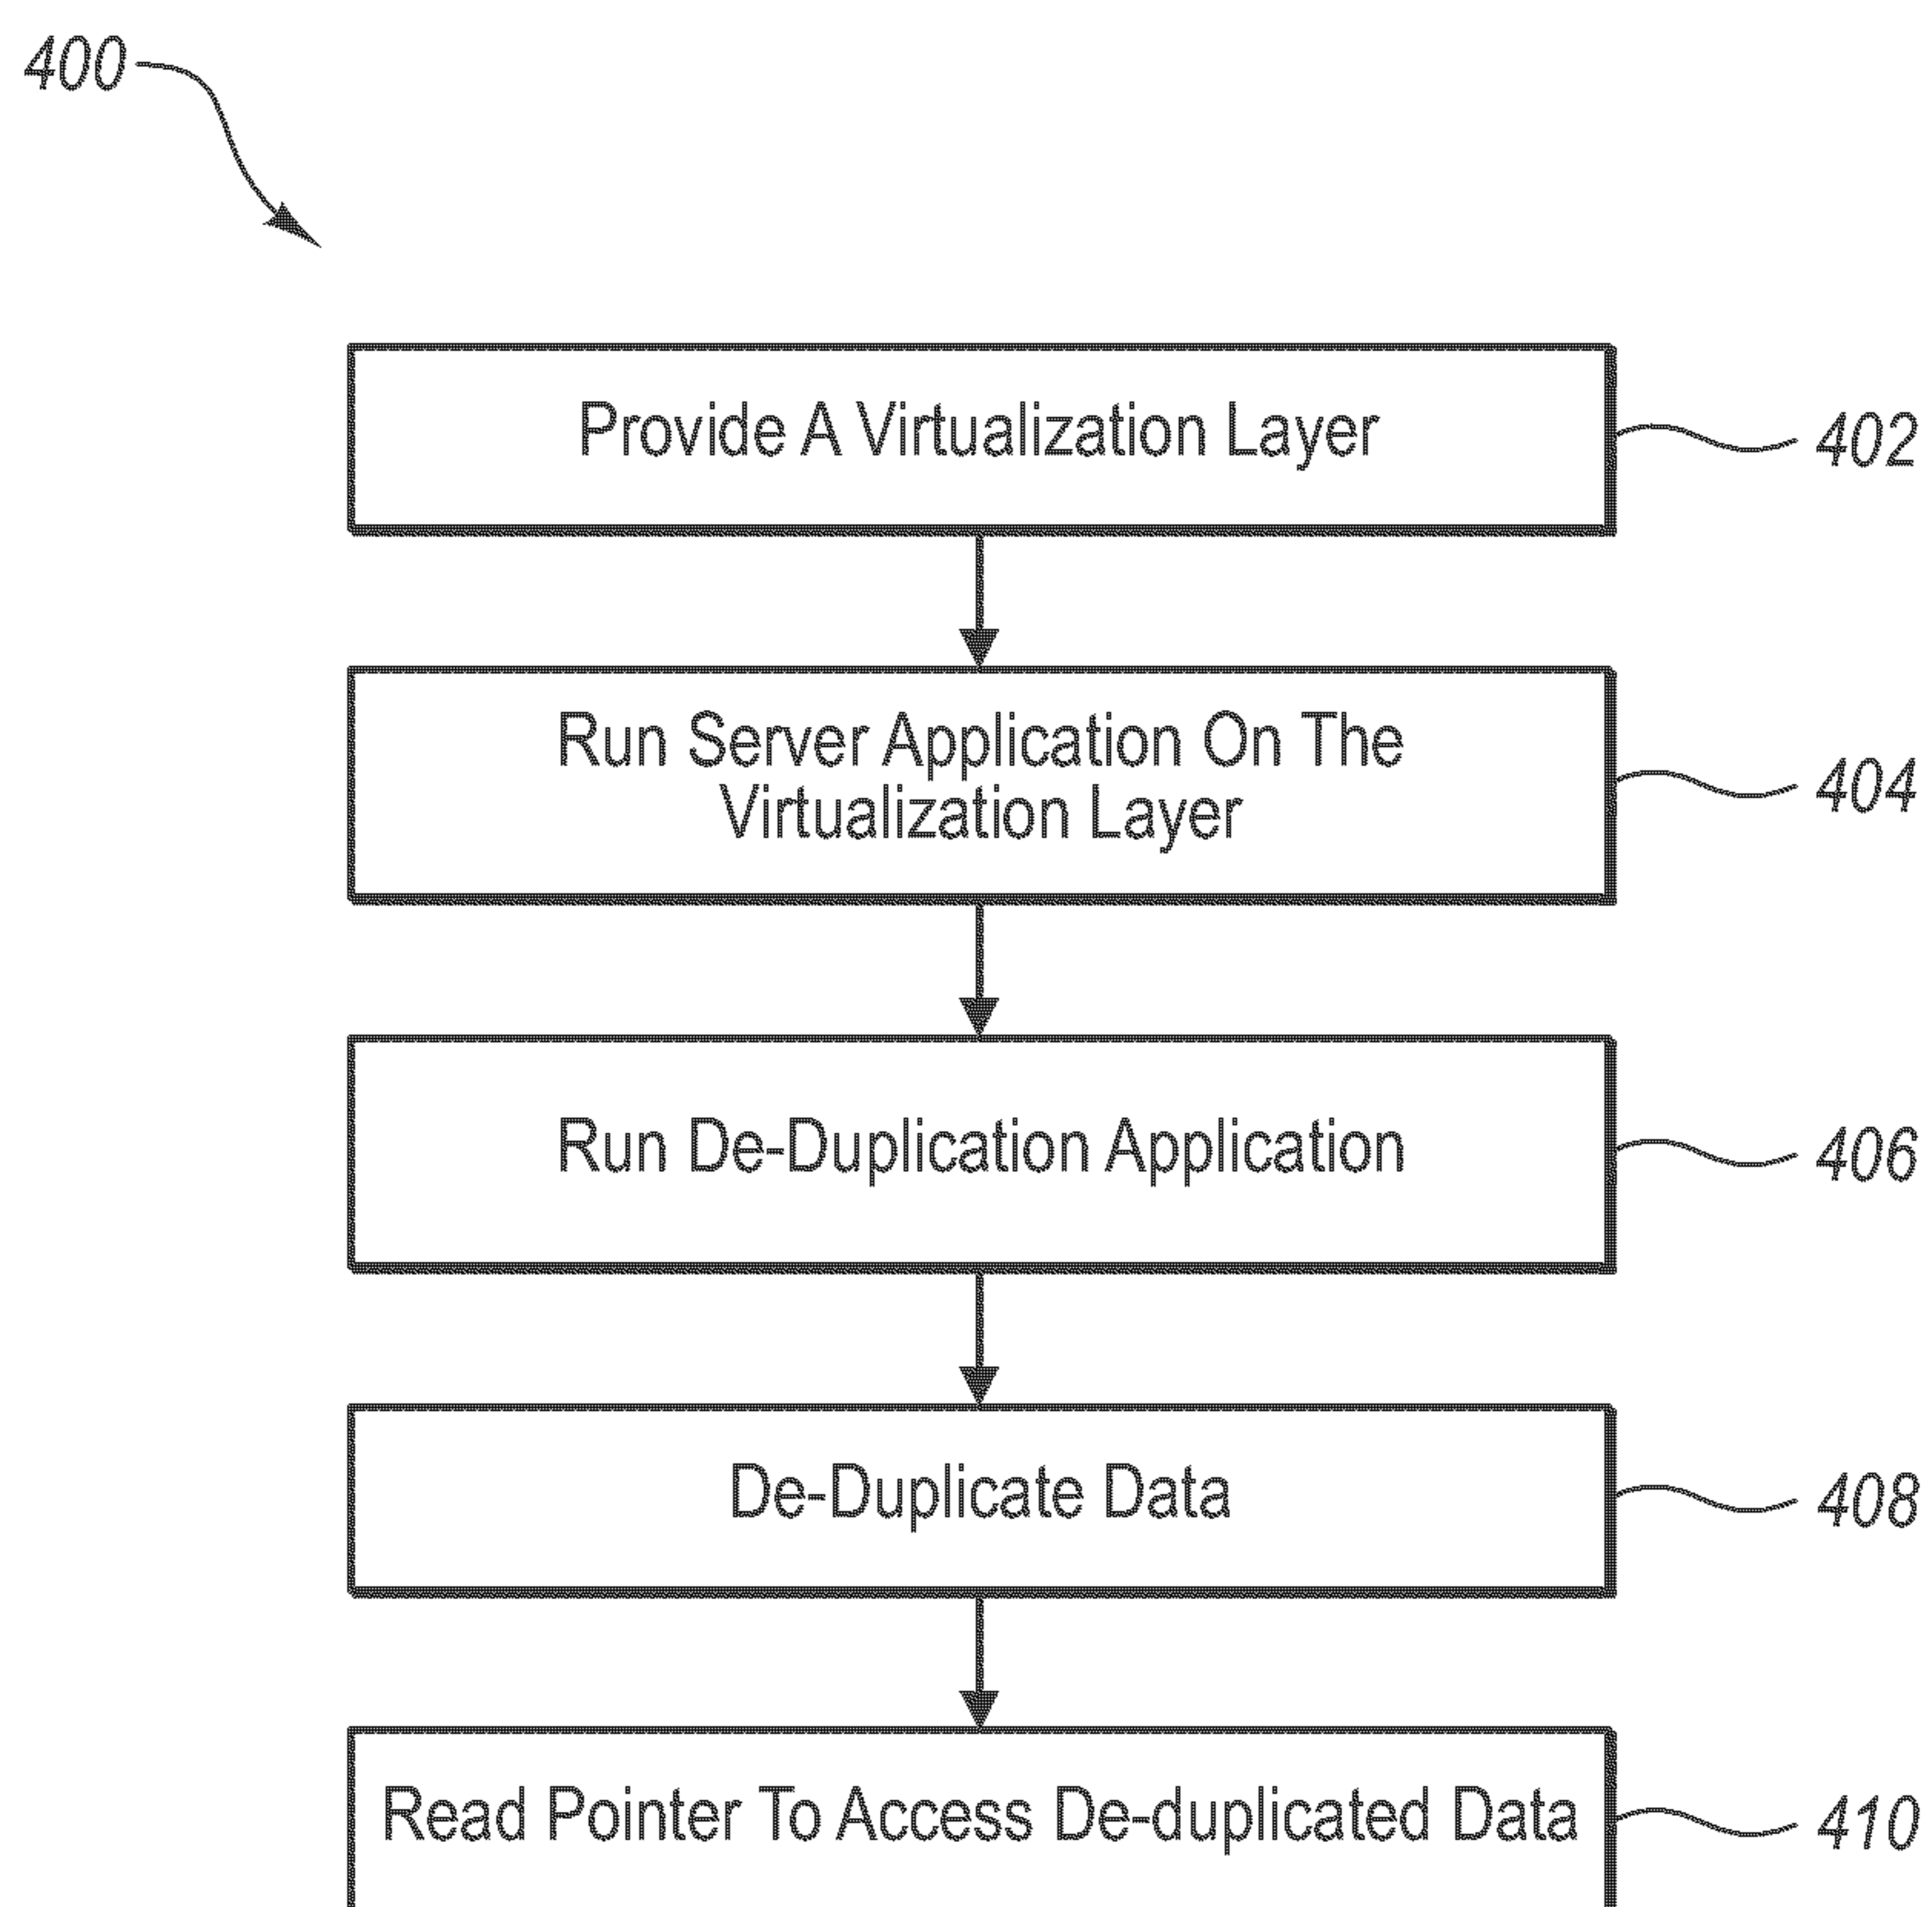 400
Provide A Virtualization Layer
402
Run Server Application On The
Virtualization Layer
404
Run De-Duplication Application
406
De-Duplicate Data
408
Read Pointer To Access De-duplicated Data
410